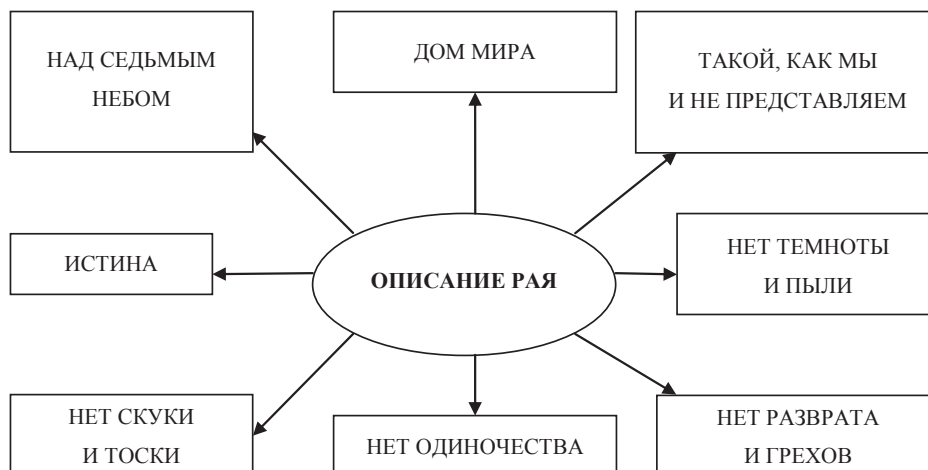 НАД СЕДЬМЫМ
НЕБОМ
ДОМ МИРА
ТАКОЙ, КАК МЫ
И НЕ ПРЕДСТАВЛЯЕМ
ИСТИНА
ОПИСАНИЕ РАЯ
НЕТ ТЕМНОТЫ
И ПЫЛИ
НЕТ СКУКИ
И ТОСКИ
НЕТ ОДИНОЧЕСТВА
НЕТ РАЗВРАТА
И ГРЕХОВ